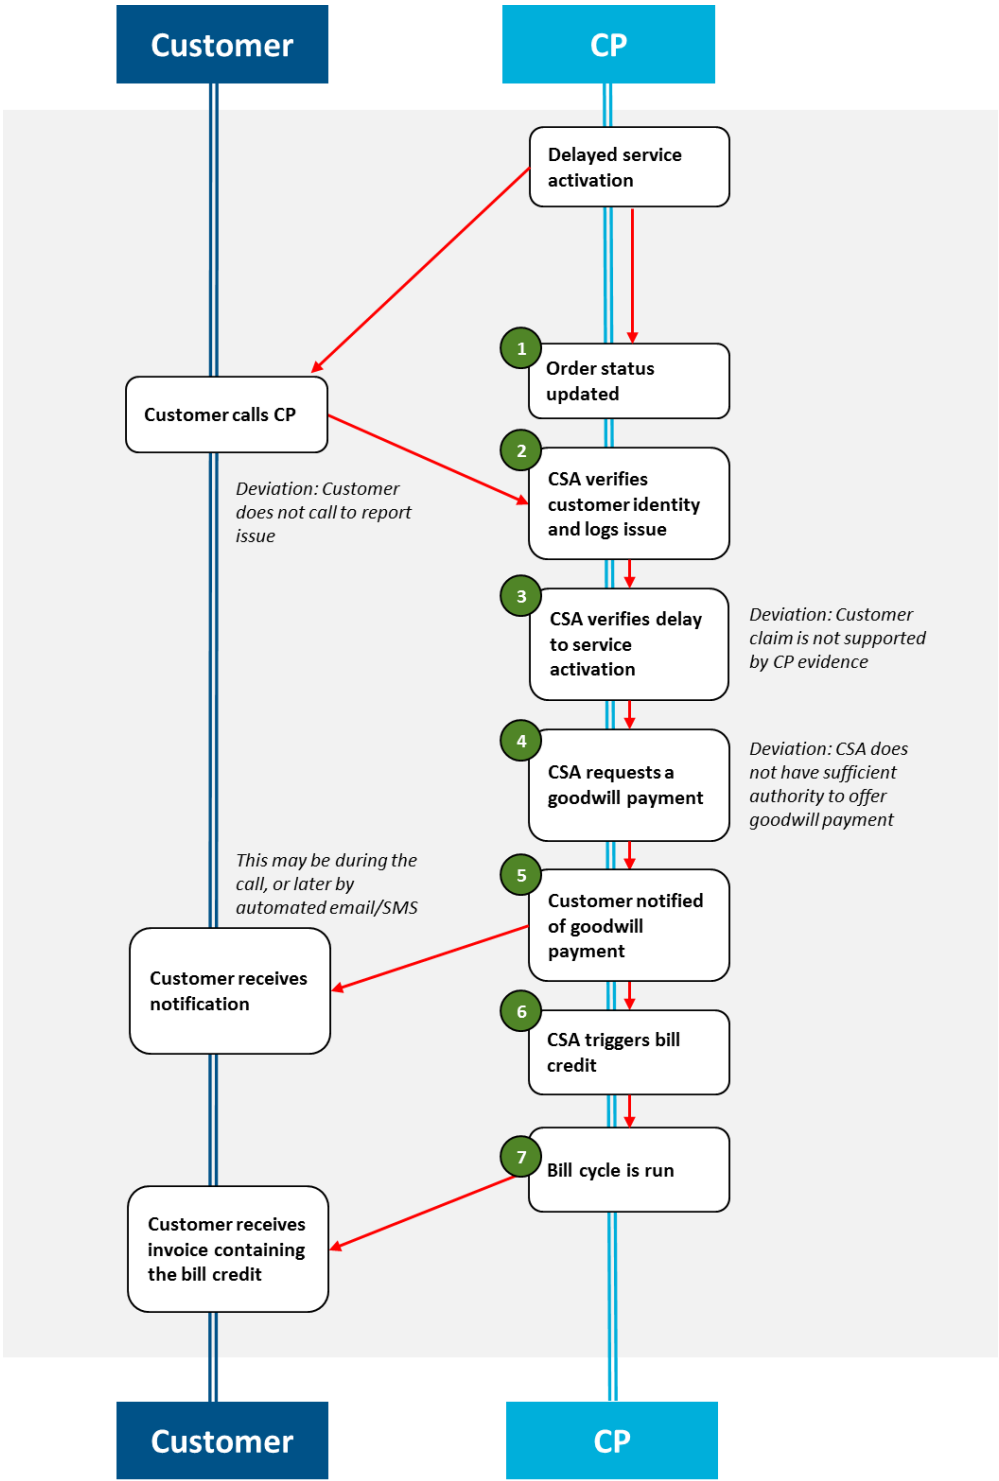 Customer
CP
Delayed service
activation
1
Order status
updated
Customer calls CP
2
CSA verifies
customer identity
and logs issue
Deviation: Customer
does not call to report
issue
3
CSA verifies delay
to service
activation
Deviation: Customer
claim is not supported
by CP evidence
4
CSA requests a
goodwill payment
Deviation: CSA does
not have sufficient
authority to offer
goodwill payment
This may be during the
call, or later by
automated email/SMS
5
Customer notified
of goodwill
payment
Customer receives
notification
6
CSA triggers bill
credit
7
Bill cycle is run
Customer receives
invoice containing
the bill credit
Customer
CP